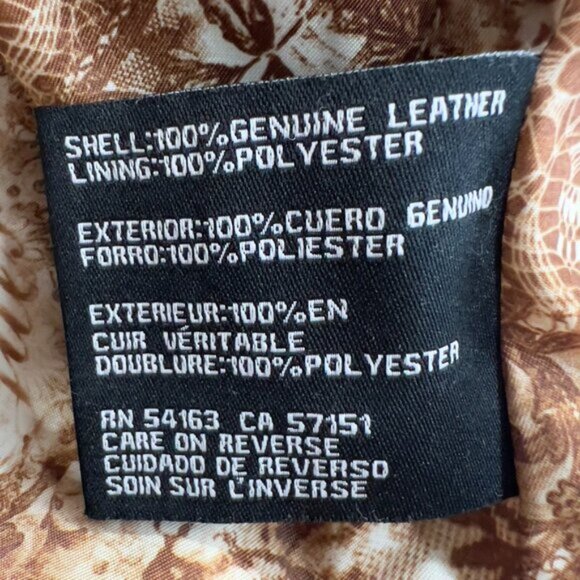 SHELL:100%GENUINE LEATHER
LINING:100%POLYESTER
EXTERIOR:100%CUERO GENUINO
FORRO:100%POLIESTER
EXTERIEUR:100%EN
CUIR VÉRITABLE
DOUBLURE:100%POLYESTER
RN 54163 CA 57151
CARE ON REVERSE
CUIDADO DE REVERSO
SOIN SUR L'INVERSE